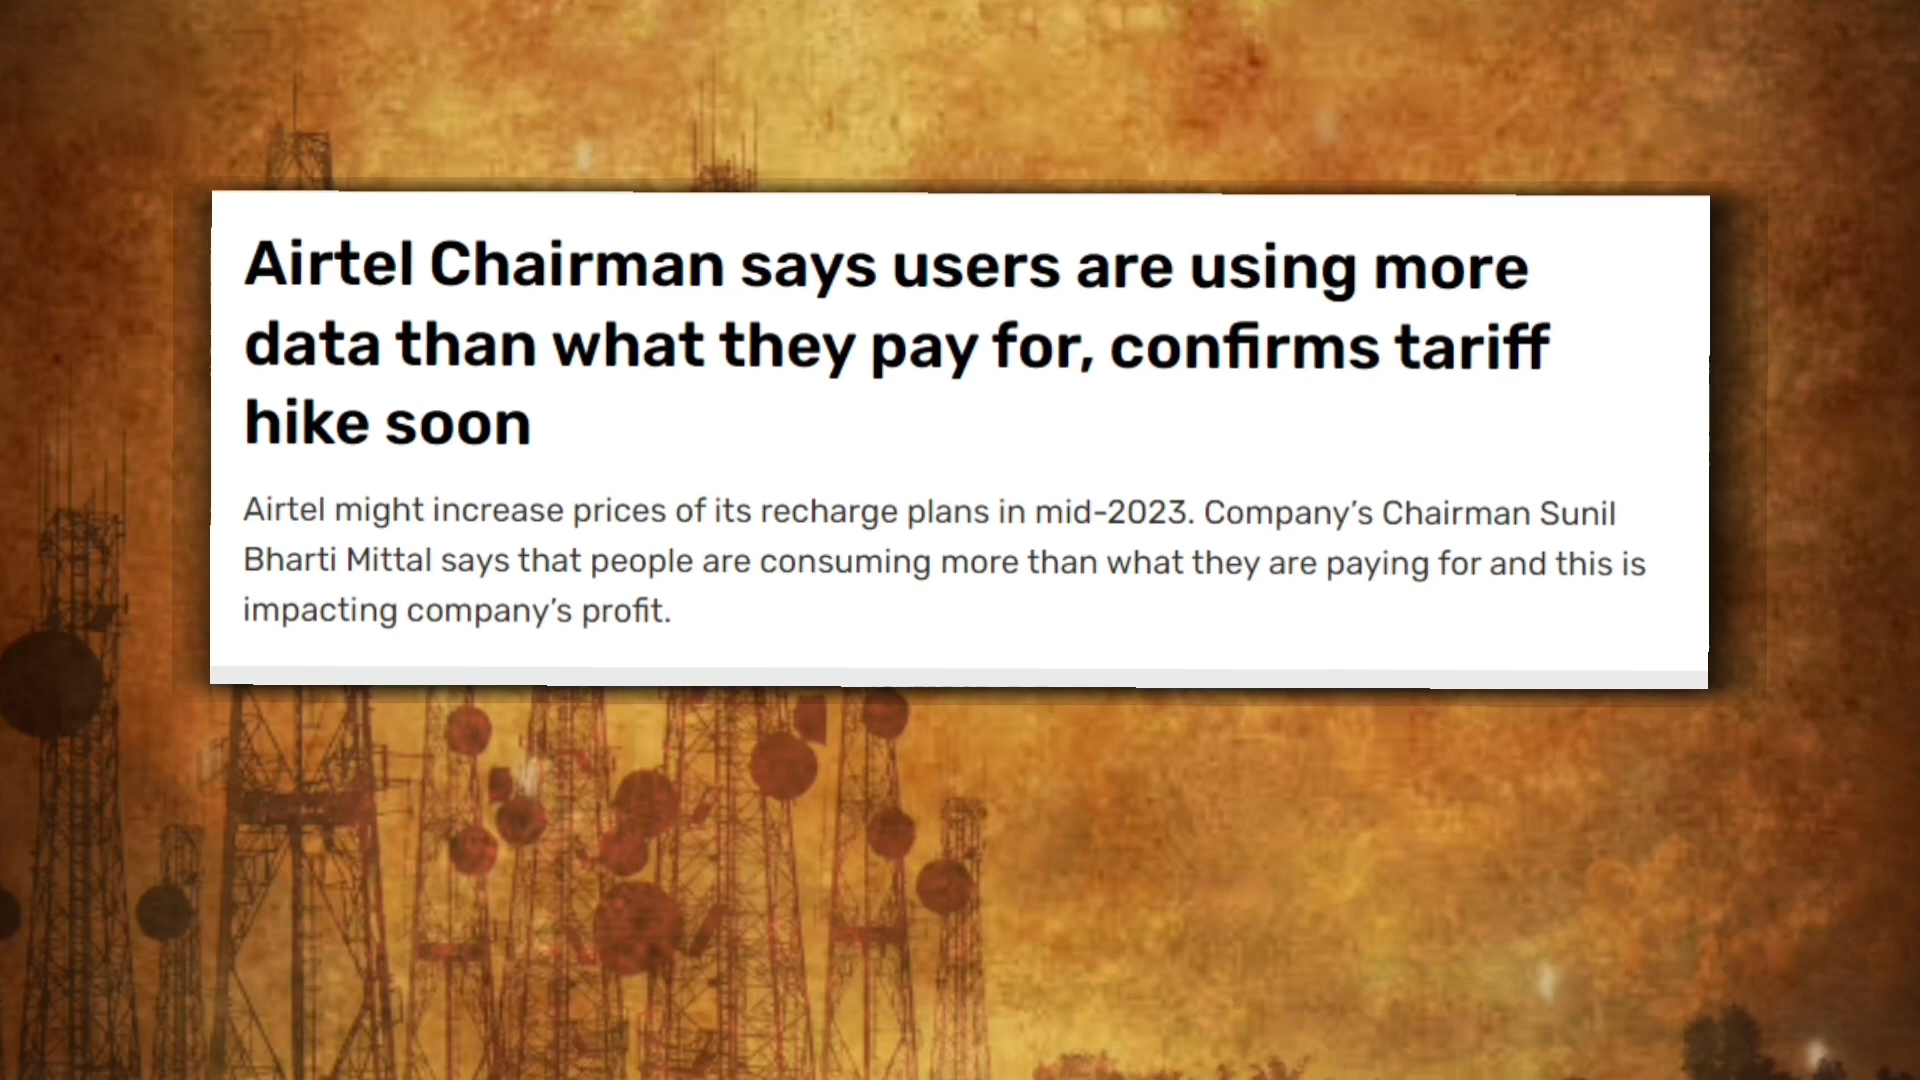 Airtel Chairman says users are using more
data than what they pay for, confirms tariff
hike soon
Airtel might increase prices of its recharge plans in mid-2023. Company’s Chairman Sunil
Bharti Mittal says that people are consuming more than what they are paying for and this is
impacting company’s profit.